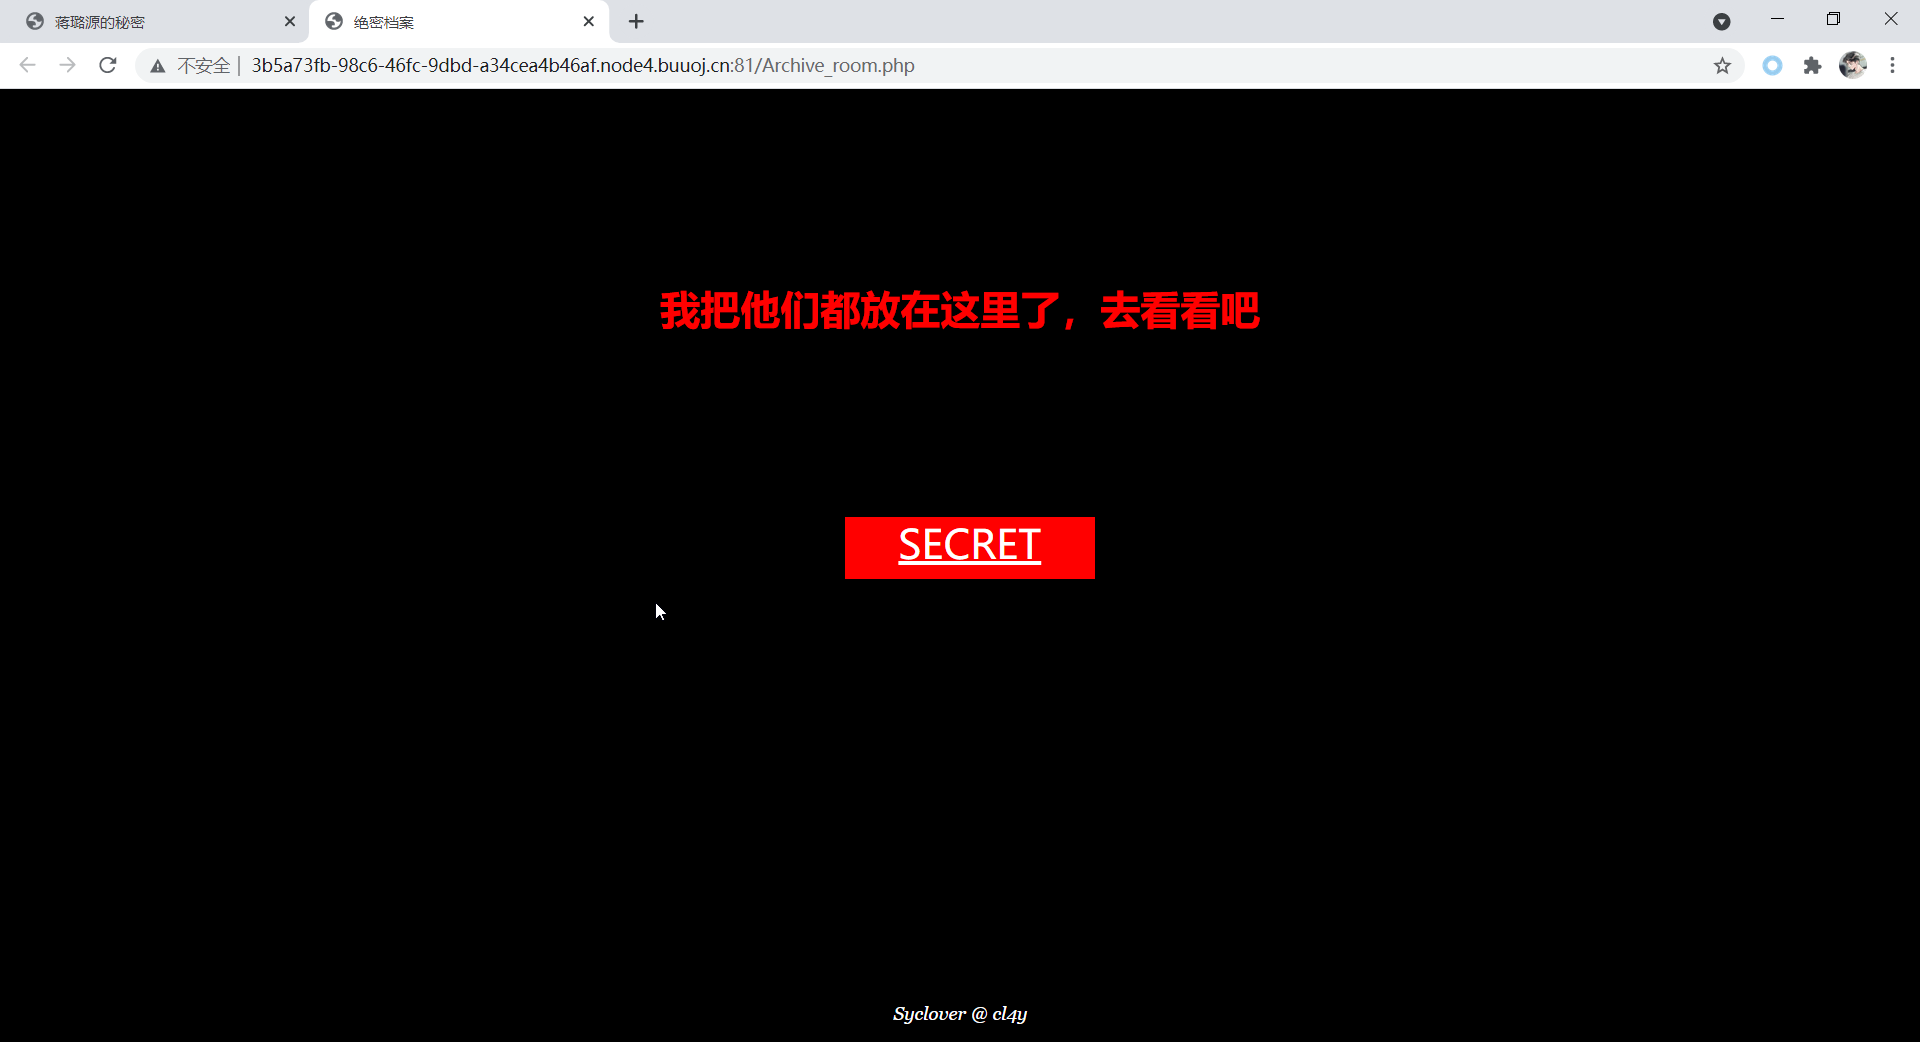 蒋璐源的秘密
绝密档案
不安全 | 3b5a73fb-98c6-46fc-9dbd-a34cea4b46af.node4.buuoj.cn:81/Archive_room.php
我把他们都放在这里了，去看看吧
SECRET
Syclover @ cl4y